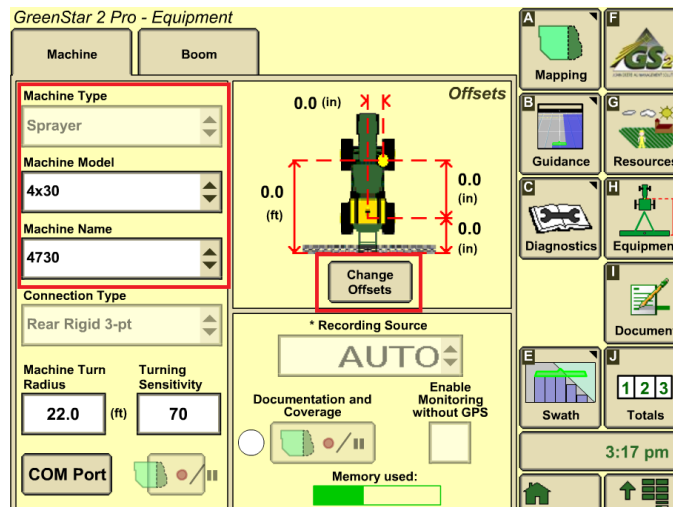 GreenStar 2 Pro - Equipment
Machine
Boom
Machine Type
Sprayer
Machine Model
4x30
Machine Name
4730
Connection Type
Rear Rigid 3-pt
Machine Turn
Radius
22.0 (ft)
Turning
Sensitivity
70
COM Port
Offsets
0.0 (in)
0.0
(ft)
0.0
(in)
0.0
(in)
Change
Offsets
* Recording Source
AUTO
Documentation and
Coverage
Enable
Monitoring
without GPS
Memory used:
A
Mapping
F
GS2
B
Guidance
G
Resources
C
Diagnostics
H
Equipmen
I
Documen
E
Swath
J
1 2 3
Totals
3:17 pm